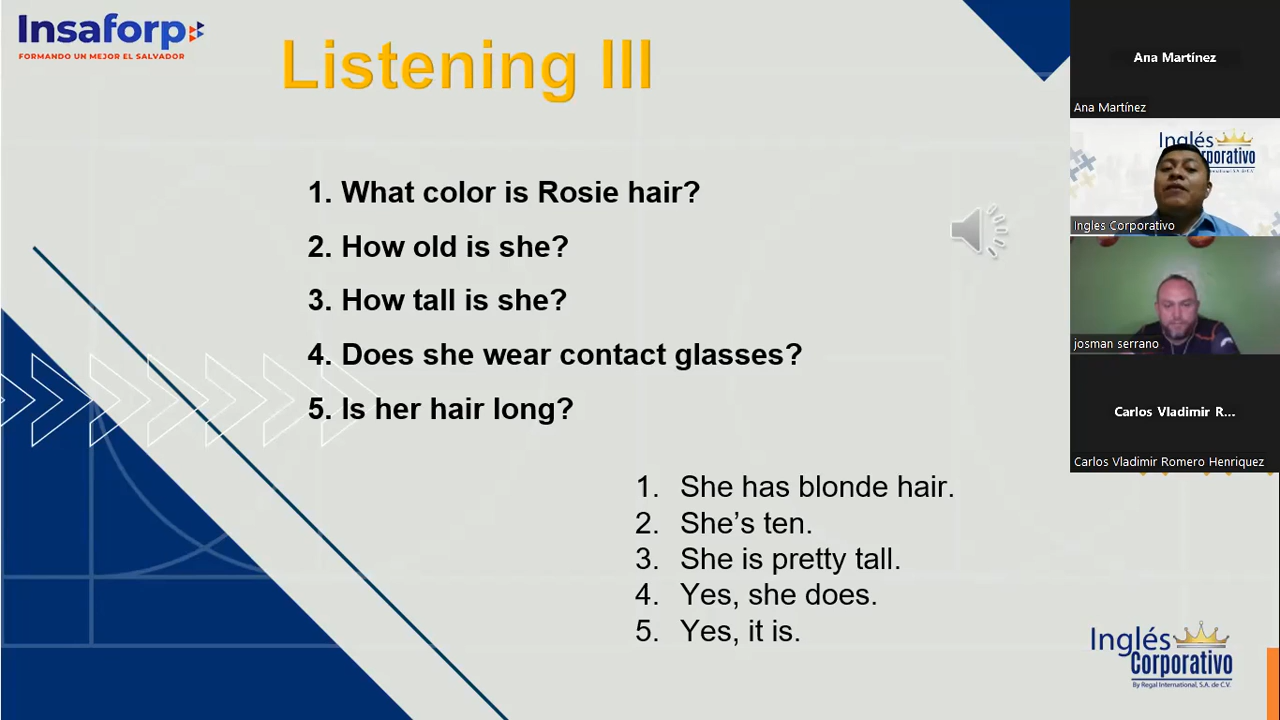 Insaforp
FORMANDO UN MEJOR EL SALVADOR
Listening III
1. What color is Rosie hair?
2. How old is she?
3. How tall is she?
4. Does she wear contact glasses?
5. Is her hair long?
1. She has blonde hair.
2. She’s ten.
3. She is pretty tall.
4. Yes, she does.
5. Yes, it is.
Inglés
Corporativo
By Regal International, S.A. de C.V.
Ana Martínez
Ana Martínez
Inglés
Ingles Corporativo
josman serrano
Carlos Vladimir R...
Carlos Vladimir Romero Henriquez